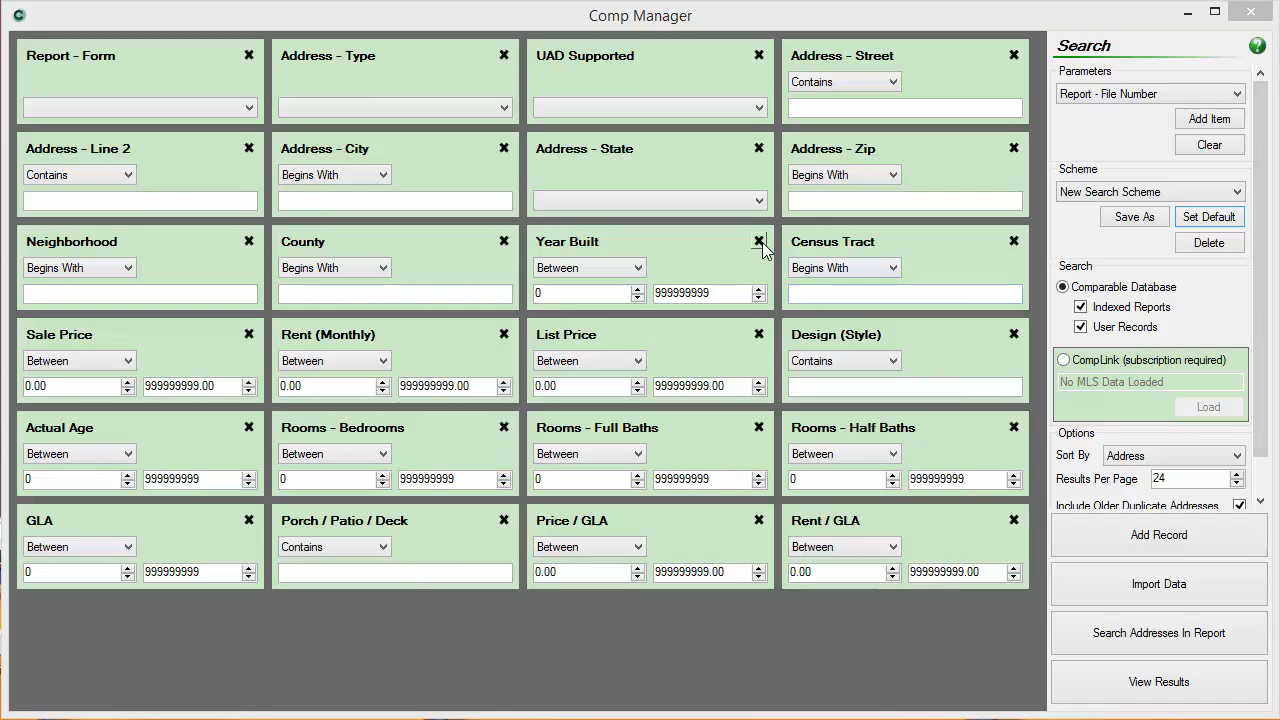 Comp Manager
Report - Form
Address - Type
UAD Supported
Address - Street
Contains
Address - Line 2
Contains
Address - City
Begins With
Address - State
Address - Zip
Begins With
Neighborhood
Begins With
County
Begins With
Year Built
Between
0 999999999
Census Tract
Begins With
Sale Price
Between
0.00 999999999.00
Rent (Monthly)
Between
0.00 999999999.00
List Price
Between
0.00 999999999.00
Design (Style)
Contains
Actual Age
Between
0 999999999
Rooms - Bedrooms
Between
0 999999999
Rooms - Full Baths
Between
0 999999999
Rooms - Half Baths
Between
0 999999999
GLA
Between
0 999999999
Porch / Patio / Deck
Contains
Price / GLA
Between
0.00 999999999.00
Rent / GLA
Between
0.00 999999999.00
Search ?
Parameters
Report - File Number
Add Item
Clear
Scheme
New Search Scheme
Save As Set Default
Delete
Search
Comparable Database
Indexed Reports
User Records
CompLink (subscription required)
No MLS Data Loaded
Load
Options
Sort By Address
Results Per Page 24
Include Older Duplicate Addresses
Add Record
Import Data
Search Addresses In Report
View Results